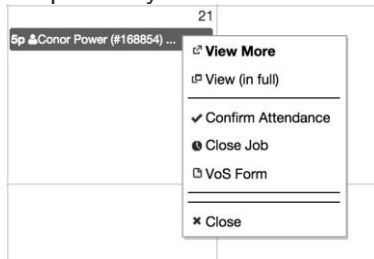 21
5p Conor Power (#168854) ...
View More
View (in full)
Confirm Attendance
Close Job
VoS Form
Close